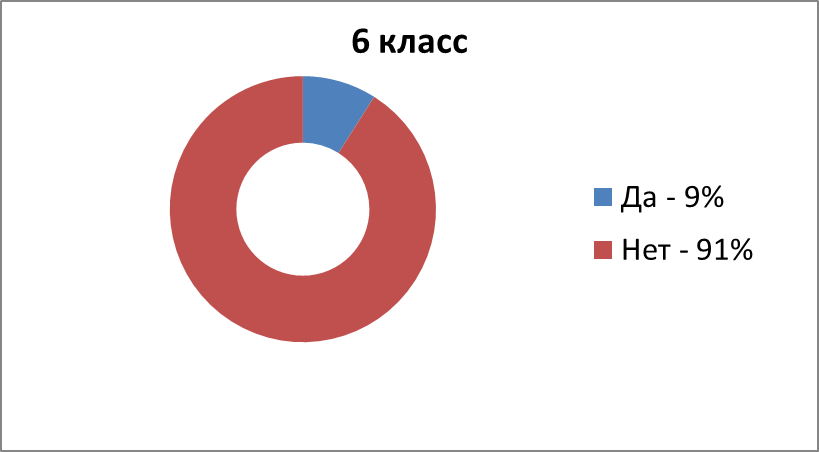 6 класс
Да - 9%
Нет - 91%